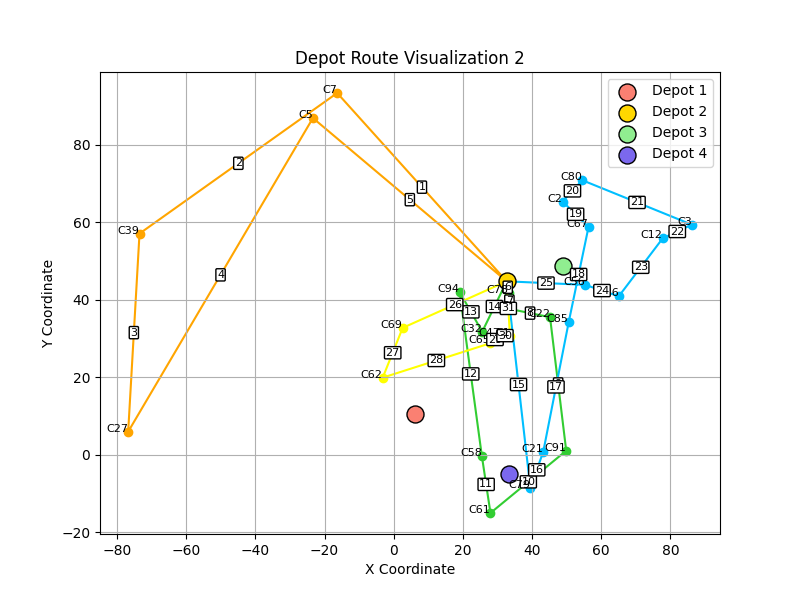 Depot Route Visualization 2
Depot 1
Depot 2
Depot 3
Depot 4
Y Coordinate
X Coordinate
80
60
40
20
0
−20
−80
−60
−40
−20
0
20
40
60
80
C7
C5
C39
C27
C80
C2
C67
C3
C12
C94
C69
C62
C32
C22
C85
C58
C61
C21
C91
1
2
3
4
5
8
10
11
12
13
14
15
16
17
18
19
20
21
22
23
24
25
26
27
28
30
31